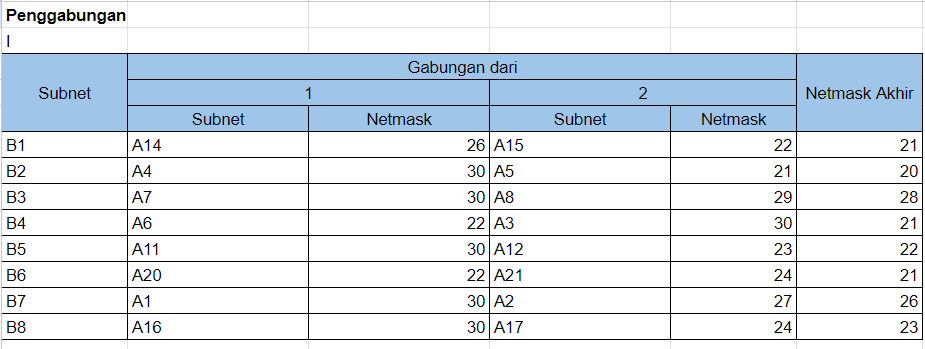 Penggabungan
I
Subnet Gabungan dari Netmask Akhir
1 2
Subnet Netmask Subnet Netmask
B1 A14 26 A15 22 21
B2 A4 30 A5 21 20
B3 A7 30 A8 29 28
B4 A6 22 A3 30 21
B5 A11 30 A12 23 22
B6 A20 22 A21 24 21
B7 A1 30 A2 27 26
B8 A16 30 A17 24 23